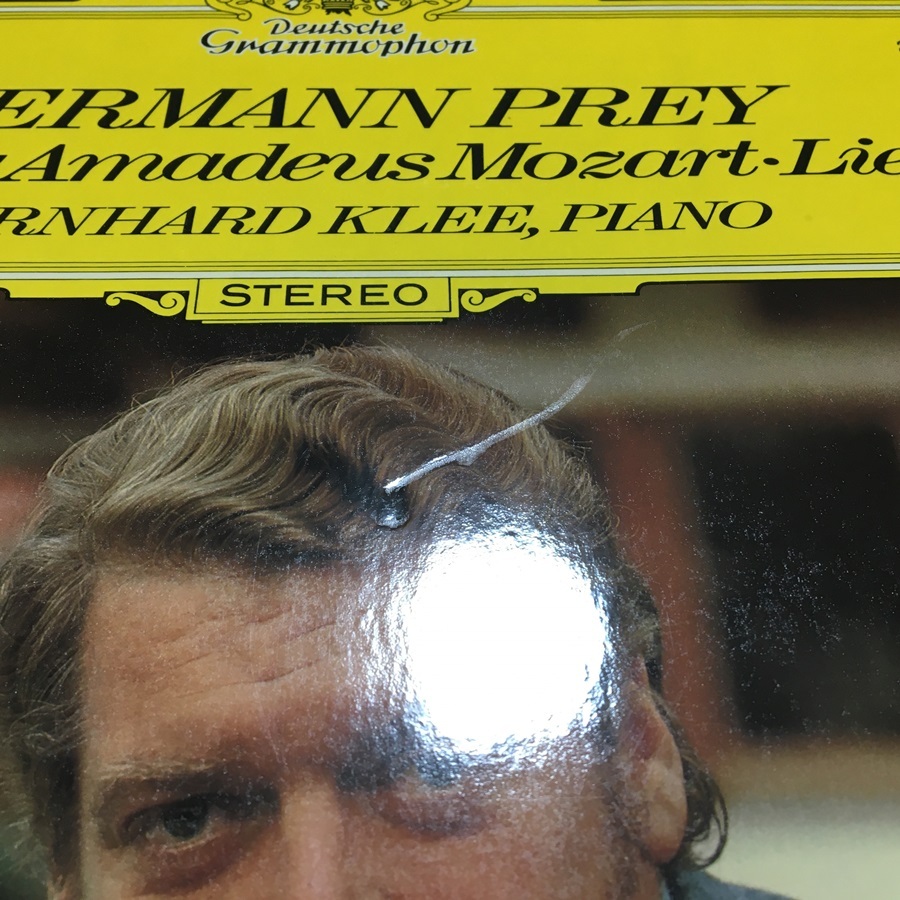 Deutsche
Grammophon
ERMANN PREY
Amadeus Mozart·Lie
RNHARD KLEE, PIANO
STEREO